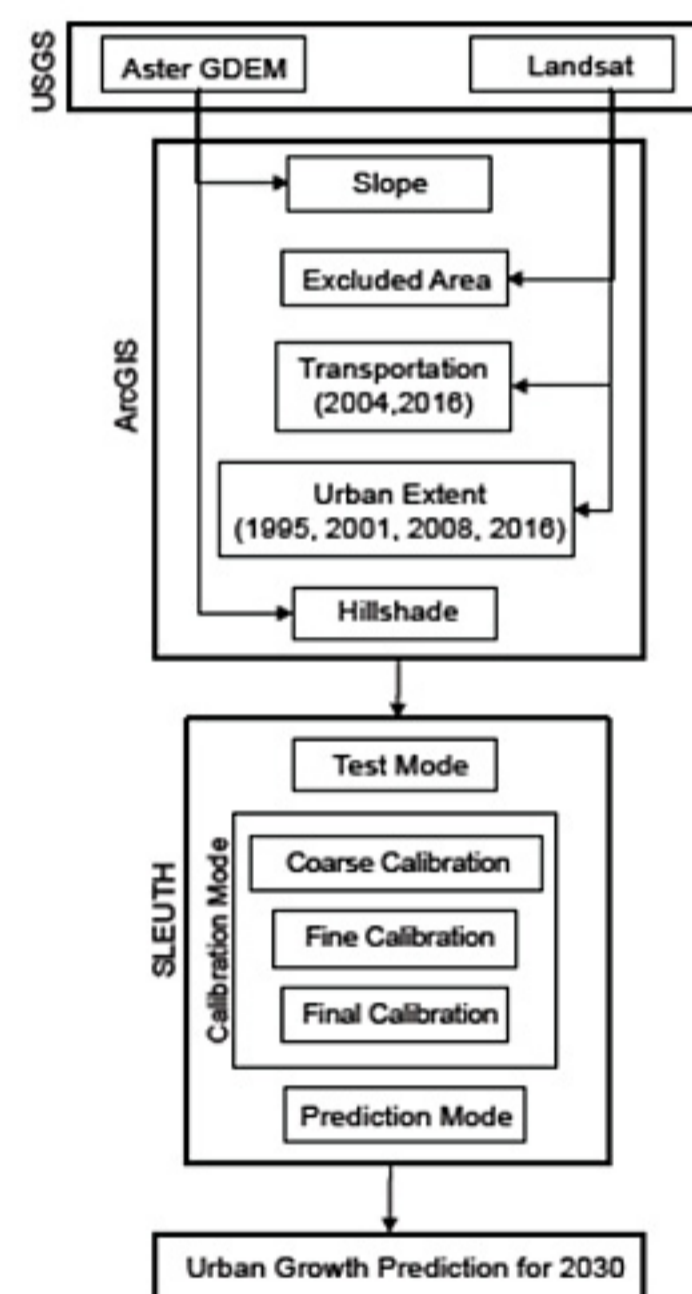 USGS
Aster GDEM
Landsat
ArcGIS
Slope
Excluded Area
Transportation
(2004,2016)
Urban Extent
(1995, 2001, 2008, 2016)
Hillshade
SLEUTH
Test Mode
Calibration Mode
Coarse Calibration
Fine Calibration
Final Calibration
Prediction Mode
Urban Growth Prediction for 2030